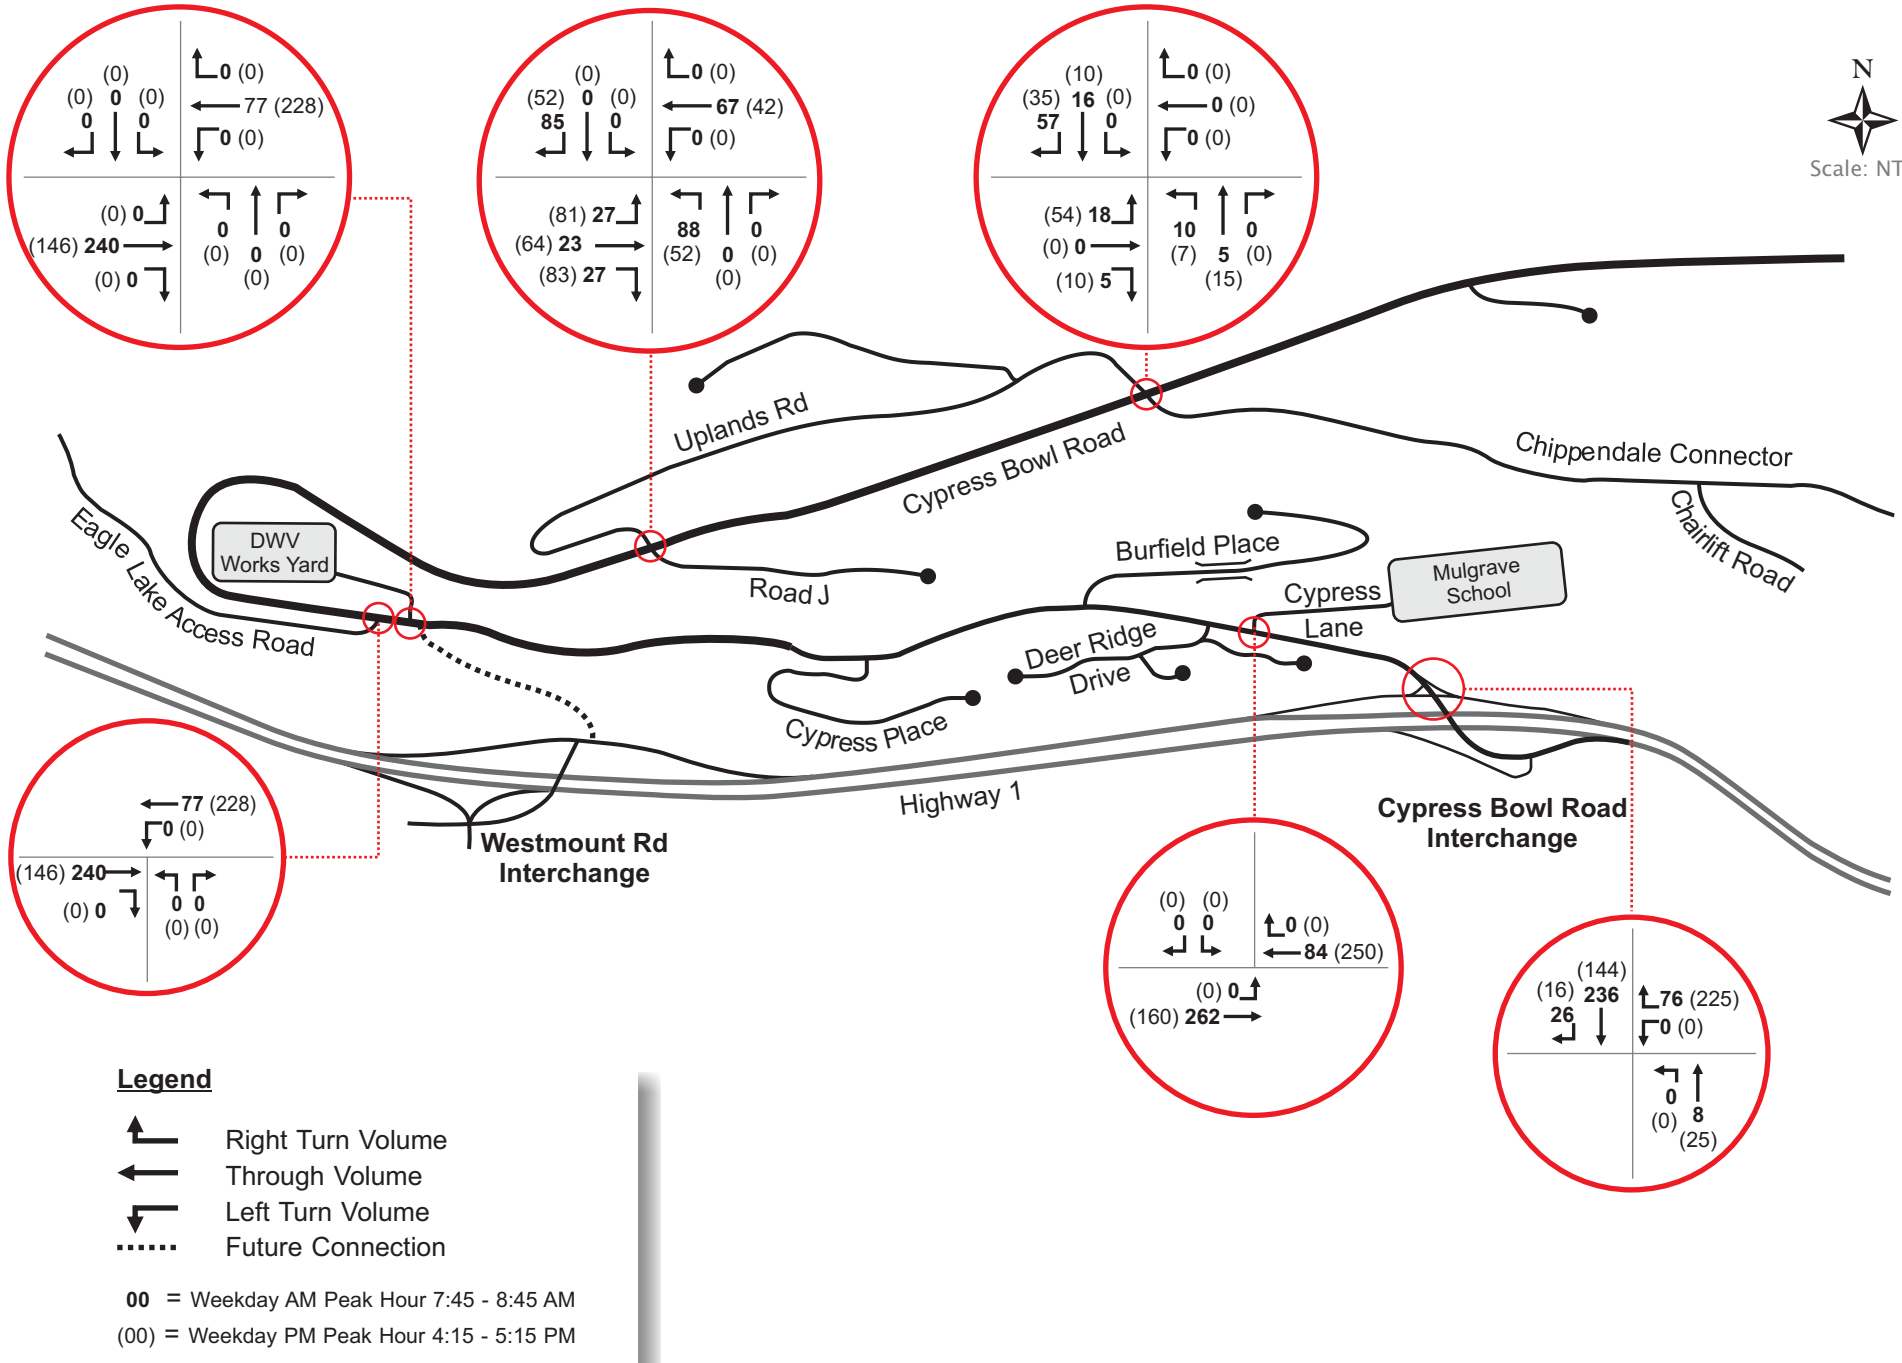 (0)
(0) 0 (0)
0 0
0 (0)
77 (228)
0 (0)
(0) 0
(146) 240
(0) 0
0 0
(0) 0 (0)
(0)
(0)
(52) 0 (0)
85 0
0 (0)
67 (42)
0 (0)
(81) 27
(64) 23
(83) 27
88 0
(52) 0 (0)
(0)
(10)
(35) 16 (0)
57 0
0 (0)
0 (0)
0 (0)
(54) 18
(0) 0
(10) 5
10 0
(7) 5 (0)
(15)
N
Scale: NT
Uplands Rd
Cypress Bowl Road
Chippendale Connector
Chairlift Road
Eagle Lake Access Road
DWV
Works Yard
Road J
Burfield Place
Mulgrave
School
Cypress
Lane
Deer Ridge
Drive
Cypress Place
Highway 1
Westmount Rd
Interchange
Cypress Bowl Road
Interchange
77 (228)
0 (0)
(146) 240
(0) 0
0 0
(0) (0)
(0) (0)
0 0
0 (0)
84 (250)
(0) 0
(160) 262
(144)
(16) 236
26
76 (225)
0 (0)
0 8
(0)
(25)
Legend
Right Turn Volume
Through Volume
Left Turn Volume
Future Connection
00 = Weekday AM Peak Hour 7:45 - 8:45 AM
(00) = Weekday PM Peak Hour 4:15 - 5:15 PM